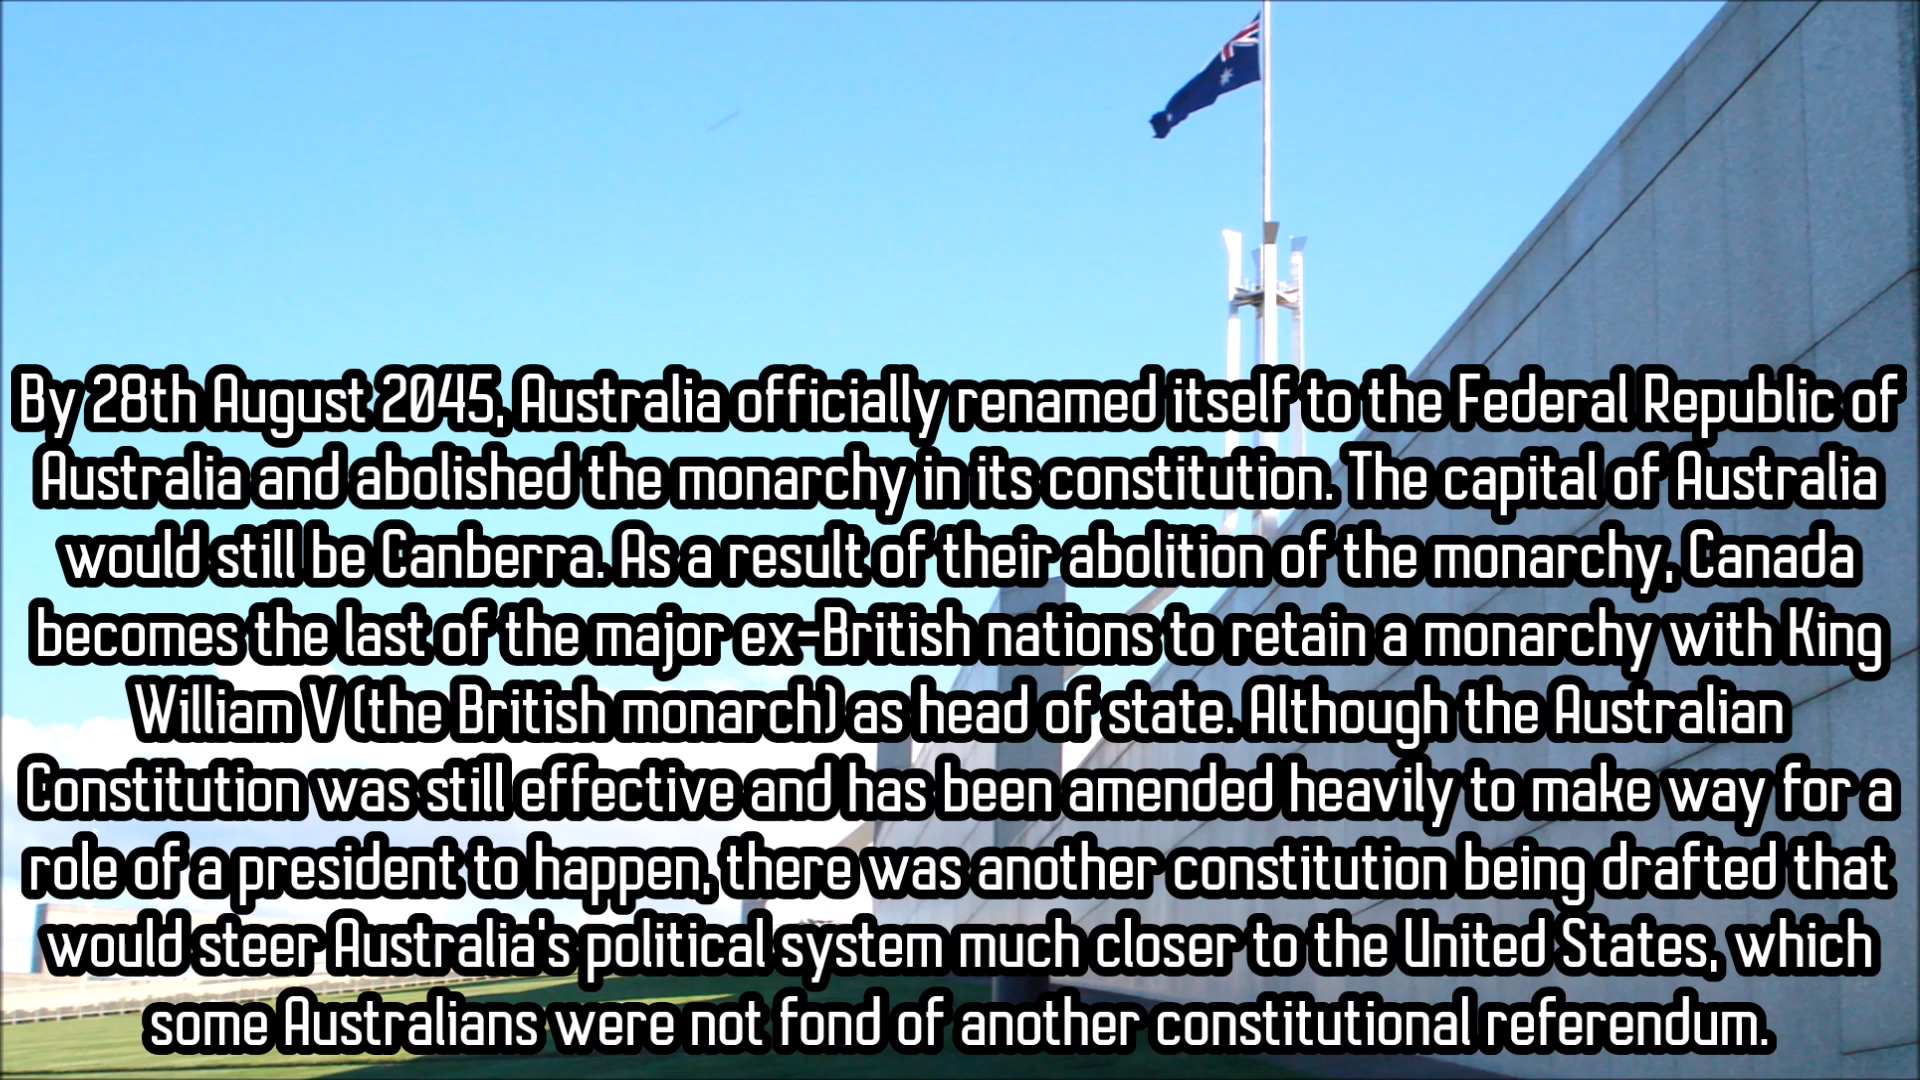 By 28th August 2045, Australia officially renamed itself to the Federal Republic of
Australia and abolished the monarchy in its constitution. The capital of Australia
would still be Canberra. As a result of their abolition of the monarchy, Canada
becomes the last of the major ex-British nations to retain a monarchy with King
William V (the British monarch) as head of state. Although the Australian
Constitution was still effective and has been amended heavily to make way for a
role of a president to happen, there was another constitution being drafted that
would steer Australia's political system much closer to the United States, which
some Australians were not fond of another constitutional referendum.